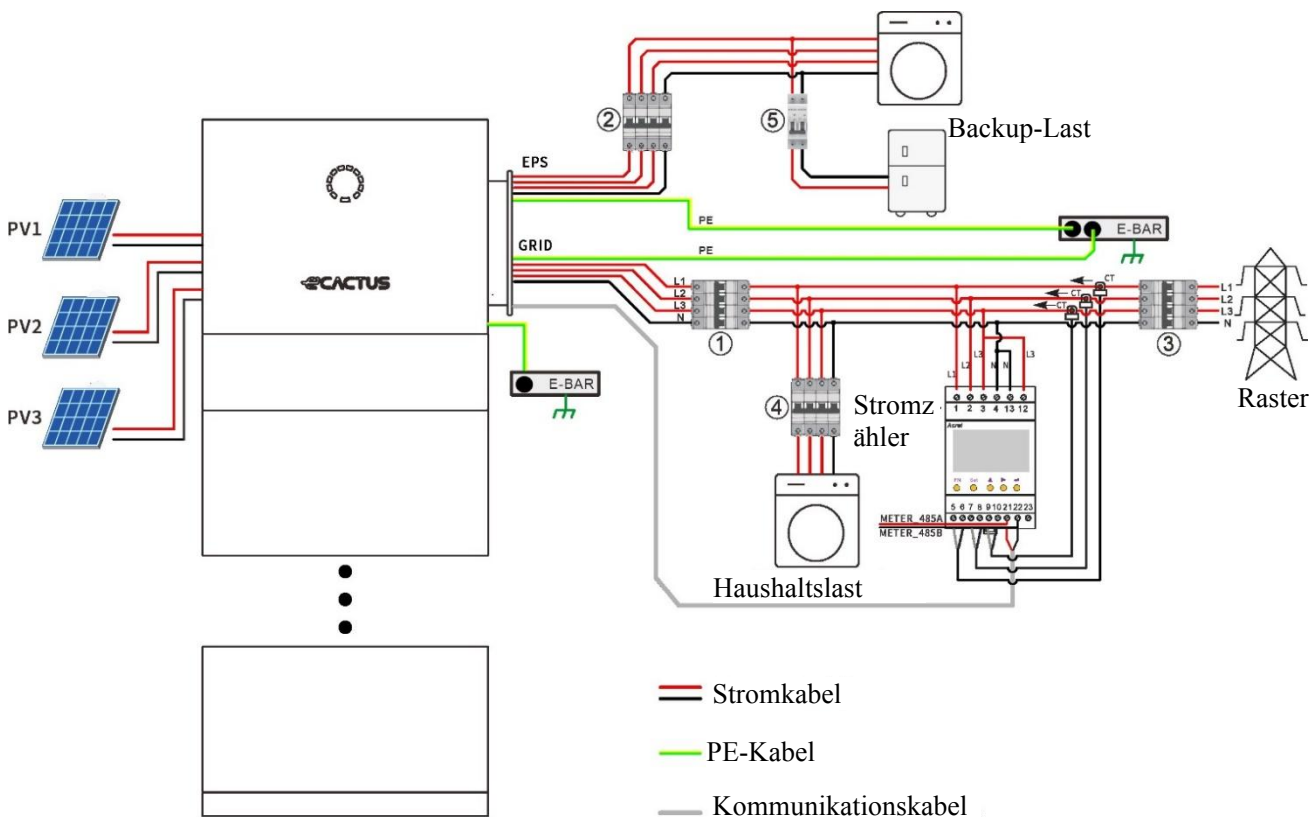 ②
⑤
Backup-Last
EPS
PV1
PE
E-BAR
GRID
PE
eCACTUS
CT
L1
L2
L3
N
CT
CT
L1
L2
L3
N
PV2
①
③
E-BAR
L1
L2
L3
N
N
L3
Raster
PV3
④
Stromz
ähler
1 2 3 4 13 12
Acrel
5 6 7 8 9 10 21 22 23
METER_485A
METER_485B
Haushaltslast
Stromkabel
PE-Kabel
Kommunikationskabel